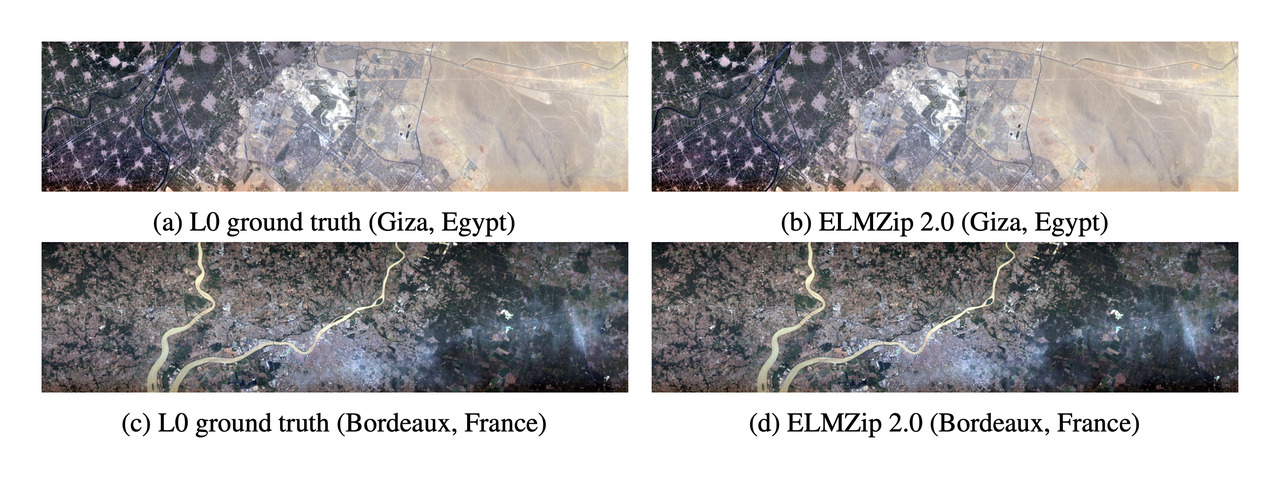 (a) L0 ground truth (Giza, Egypt)
(b) ELMZip 2.0 (Giza, Egypt)
(c) L0 ground truth (Bordeaux, France)
(d) ELMZip 2.0 (Bordeaux, France)